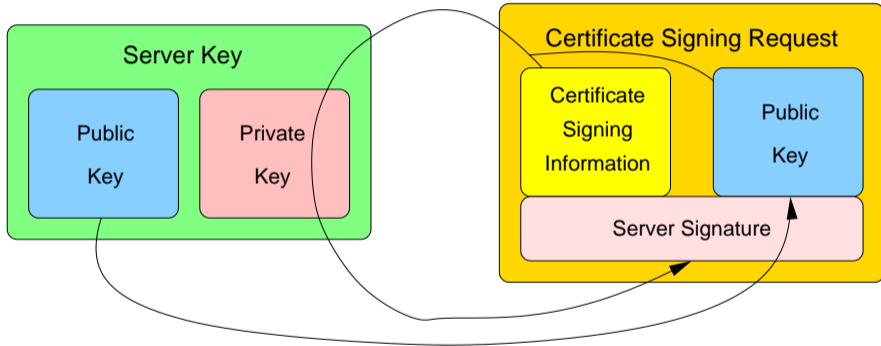 Server Key
Public
Key
Private
Key
Certificate Signing Request
Certificate
Signing
Information
Public
Key
Server Signature